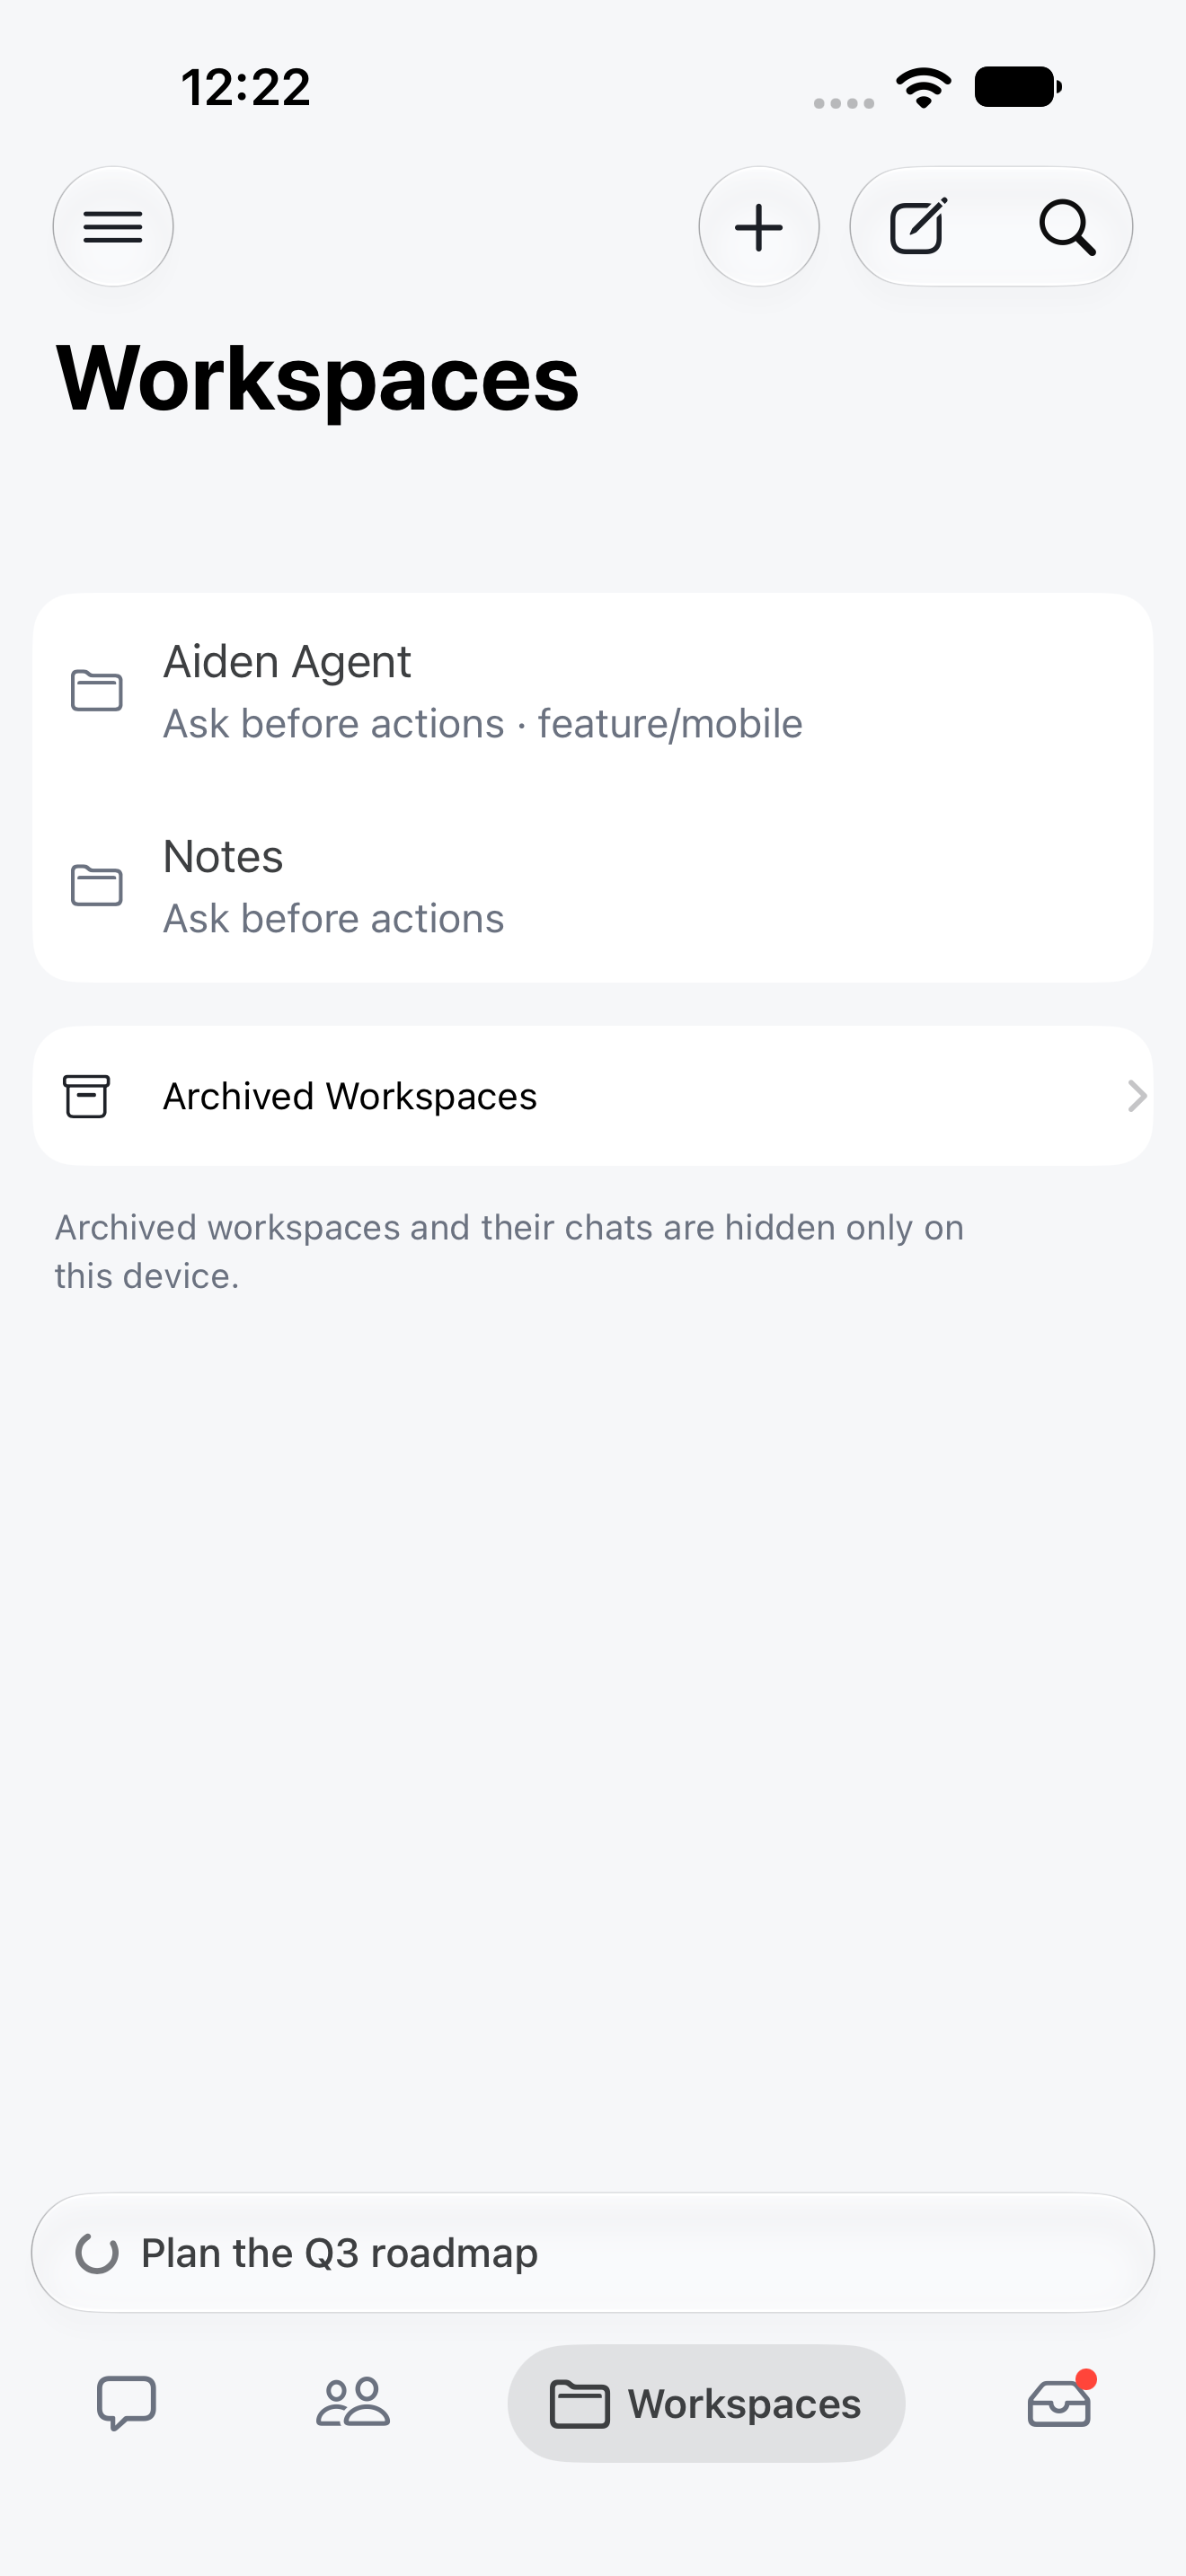 12:22
Workspaces
Aiden Agent
Ask before actions · feature/mobile
Notes
Ask before actions
Archived Workspaces
Archived workspaces and their chats are hidden only on
this device.
Plan the Q3 roadmap
Workspaces